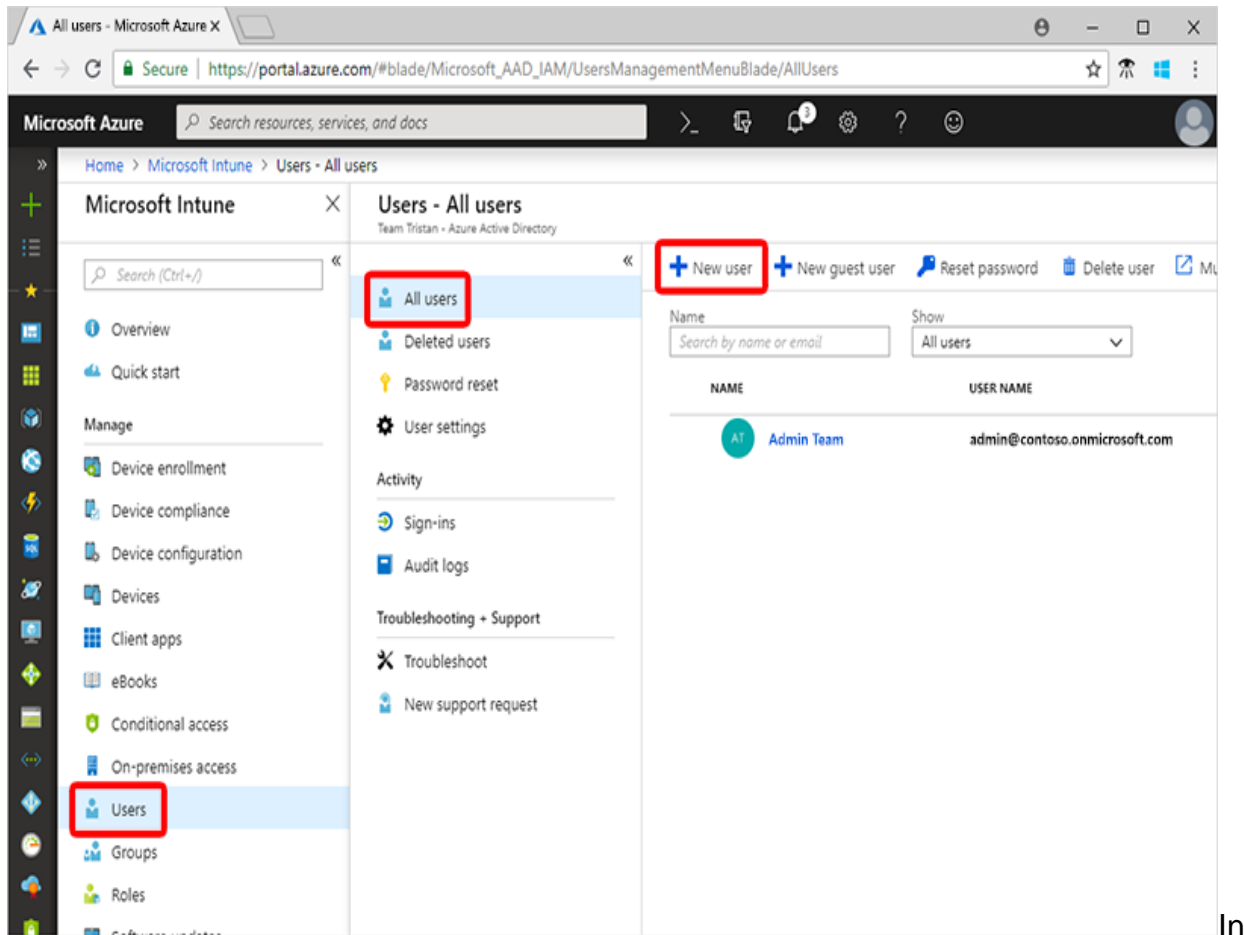 All users - Microsoft Azure X
Secure | https://portal.azure.com/#blade/Microsoft_AAD_IAM/UsersManagementMenuBlade/AllUsers
Microsoft Azure
Search resources, services, and docs
3
Home > Microsoft Intune > Users - All users
Microsoft Intune
Search (Ctrl+/)
Overview
Quick start
Manage
Device enrollment
Device compliance
Device configuration
Devices
Client apps
eBooks
Conditional access
On-premises access
Users
Groups
Roles
Software updates
Users - All users
Team Tristan - Azure Active Directory
All users
Deleted users
Password reset
User settings
Activity
Sign-ins
Audit logs
Troubleshooting + Support
Troubleshoot
New support request
New user
New guest user
Reset password
Delete user
Mu
Name
Search by name or email
Show
All users
NAME
USER NAME
AT
Admin Team
admin@contoso.onmicrosoft.com
In